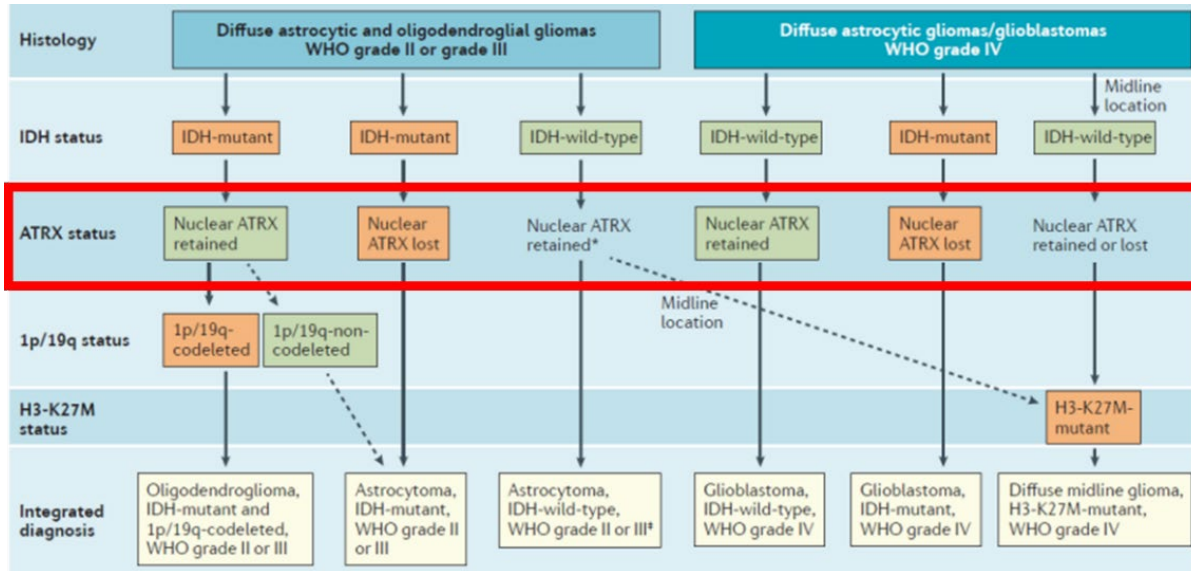 Histology
Diffuse astrocytic and oligodendroglial gliomas
WHO grade II or grade III
Diffuse astrocytic gliomas/glioblastomas
WHO grade IV
Midline
location
IDH status
IDH-mutant
IDH-mutant
IDH-wild-type
IDH-wild-type
IDH-mutant
IDH-wild-type
ATRX status
Nuclear ATRX
retained
Nuclear
ATRX lost
Nuclear ATRX
retained*
Nuclear ATRX
retained
Nuclear
ATRX lost
Nuclear ATRX
retained or lost
Midline
location
1p/19q status
1p/19q-
codeleted
1p/19q-non-
codeleted
H3-K27M
status
H3-K27M-
mutant
Integrated
diagnosis
Oligodendroglioma,
IDH-mutant and
1p/19q-codeleted,
WHO grade II or III
Astrocytoma,
IDH-mutant,
WHO grade II
or III
Astrocytoma,
IDH-wild-type,
WHO grade II or III‡
Glioblastoma,
IDH-wild-type,
WHO grade IV
Glioblastoma,
IDH-mutant,
WHO grade IV
Diffuse midline glioma,
H3-K27M-mutant,
WHO grade IV